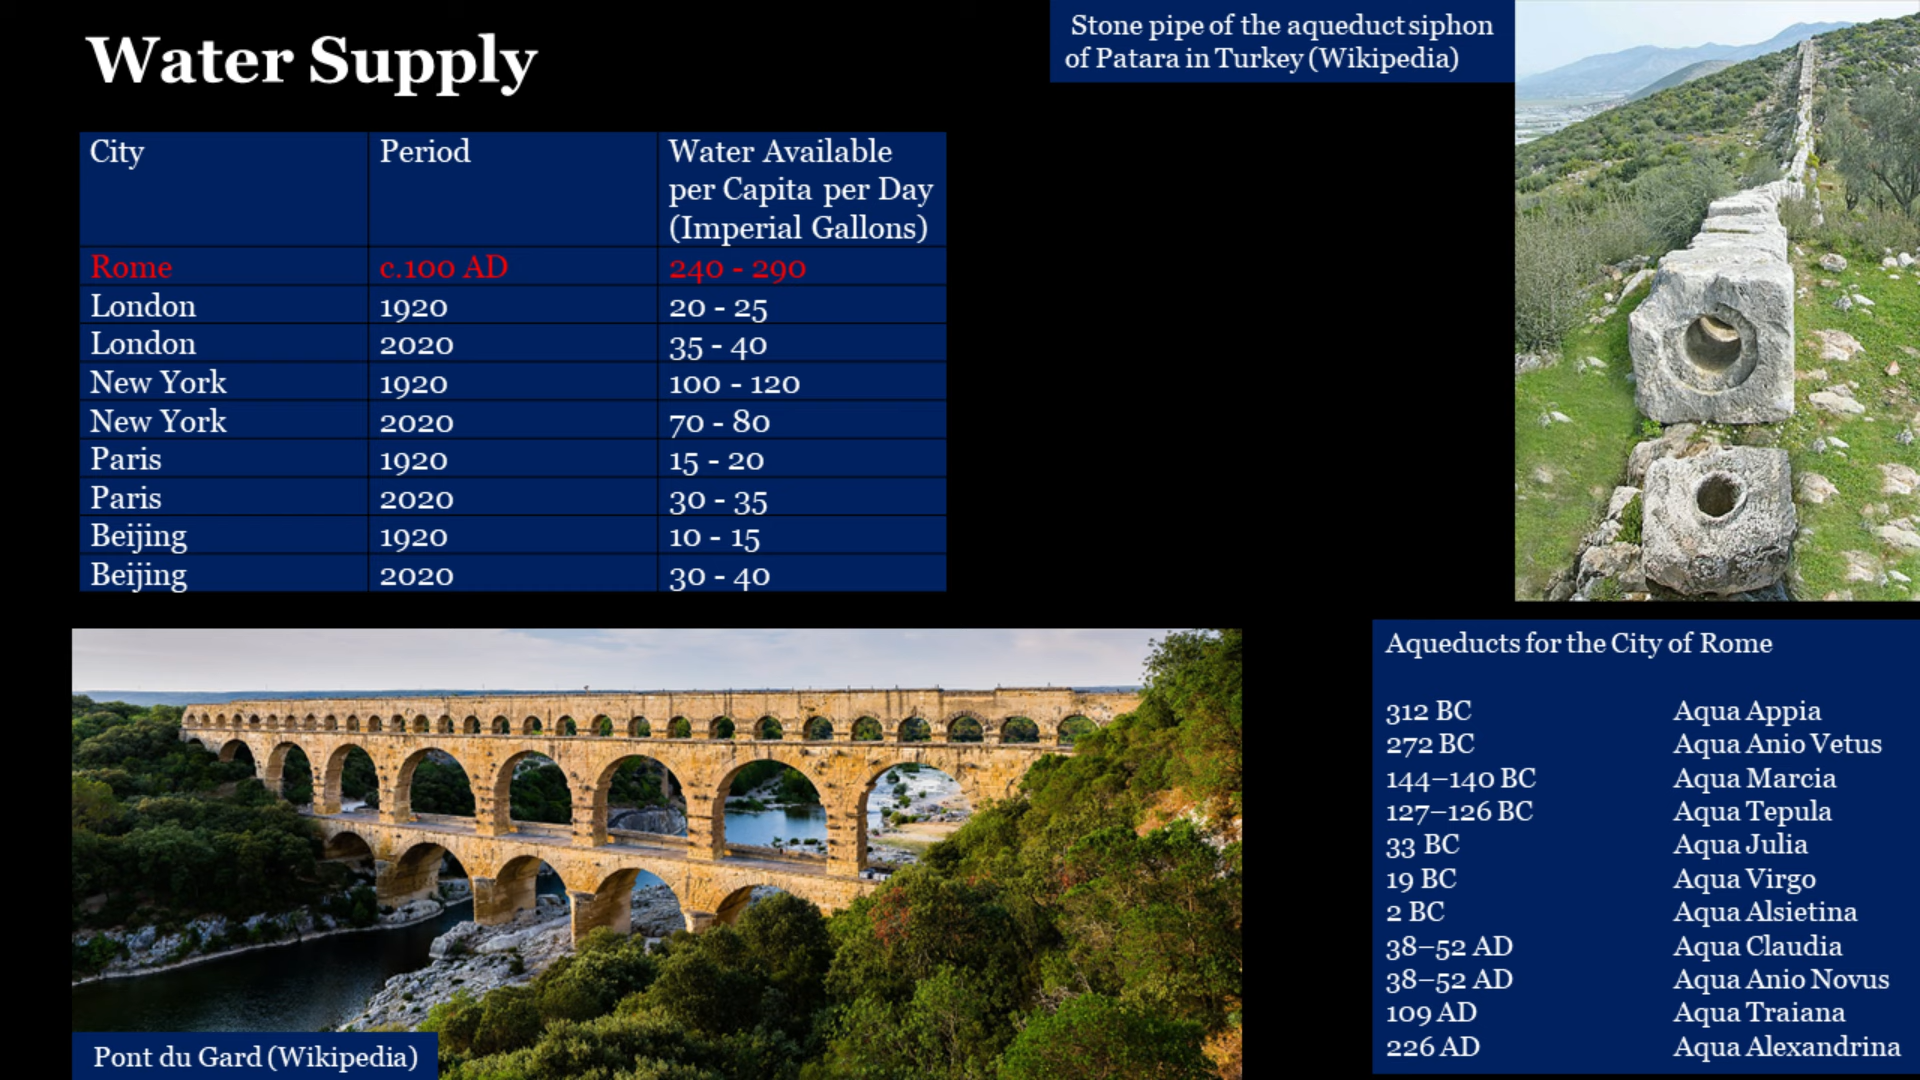 Water Supply
Stone pipe of the aqueduct siphon
of Patara in Turkey (Wikipedia)
City Period Water Available
per Capita per Day
(Imperial Gallons)
Rome c.100 AD 240 - 290
London 1920 20 - 25
London 2020 35 - 40
New York 1920 100 - 120
New York 2020 70 - 80
Paris 1920 15 - 20
Paris 2020 30 - 35
Beijing 1920 10 - 15
Beijing 2020 30 - 40
Pont du Gard (Wikipedia)
Aqueducts for the City of Rome
312 BC Aqua Appia
272 BC Aqua Anio Vetus
144–140 BC Aqua Marcia
127–126 BC Aqua Tepula
33 BC Aqua Julia
19 BC Aqua Virgo
2 BC Aqua Alsietina
38–52 AD Aqua Claudia
38–52 AD Aqua Anio Novus
109 AD Aqua Traiana
226 AD Aqua Alexandrina